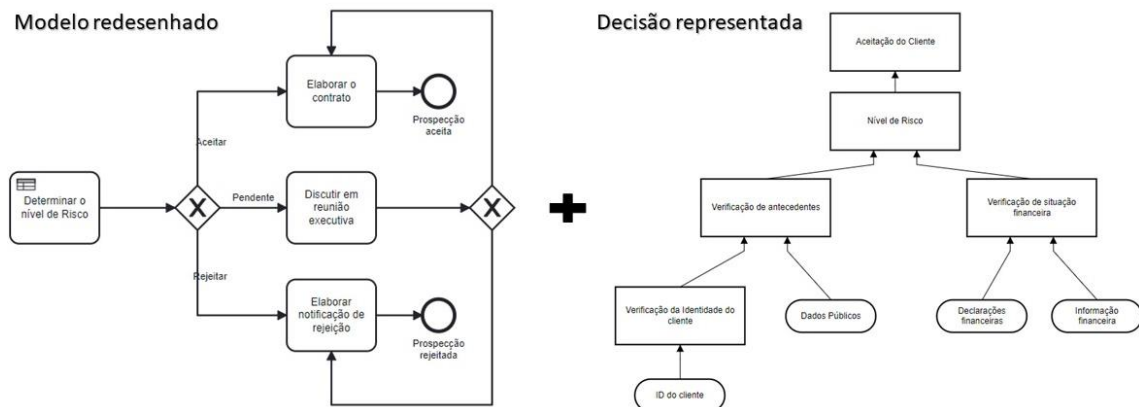 Modelo redesenhado
Decisão representada
Elaborar o
contrato
Prospecção
aceita
Aceitar
Determinar o
nível de Risco
Pendente
Discutir em
reunião
executiva
Rejeitar
Elaborar
notificação de
rejeição
Prospecção
rejeitada
Aceitação do Cliente
Nível de Risco
Verificação de antecedentes
Verificação de situação
financeira
Verificação da Identidade do
cliente
Dados Públicos
Declarações
financeiras
Informação
financeira
ID do cliente